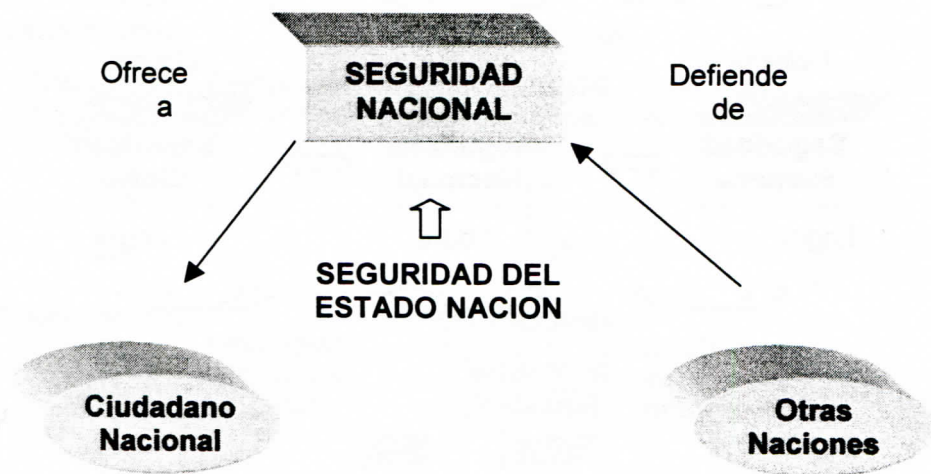 Ofrece
a
SEGURIDAD
NACIONAL
Defiende
de
SEGURIDAD DEL
ESTADO NACION
Ciudadano
Nacional
Otras
Naciones